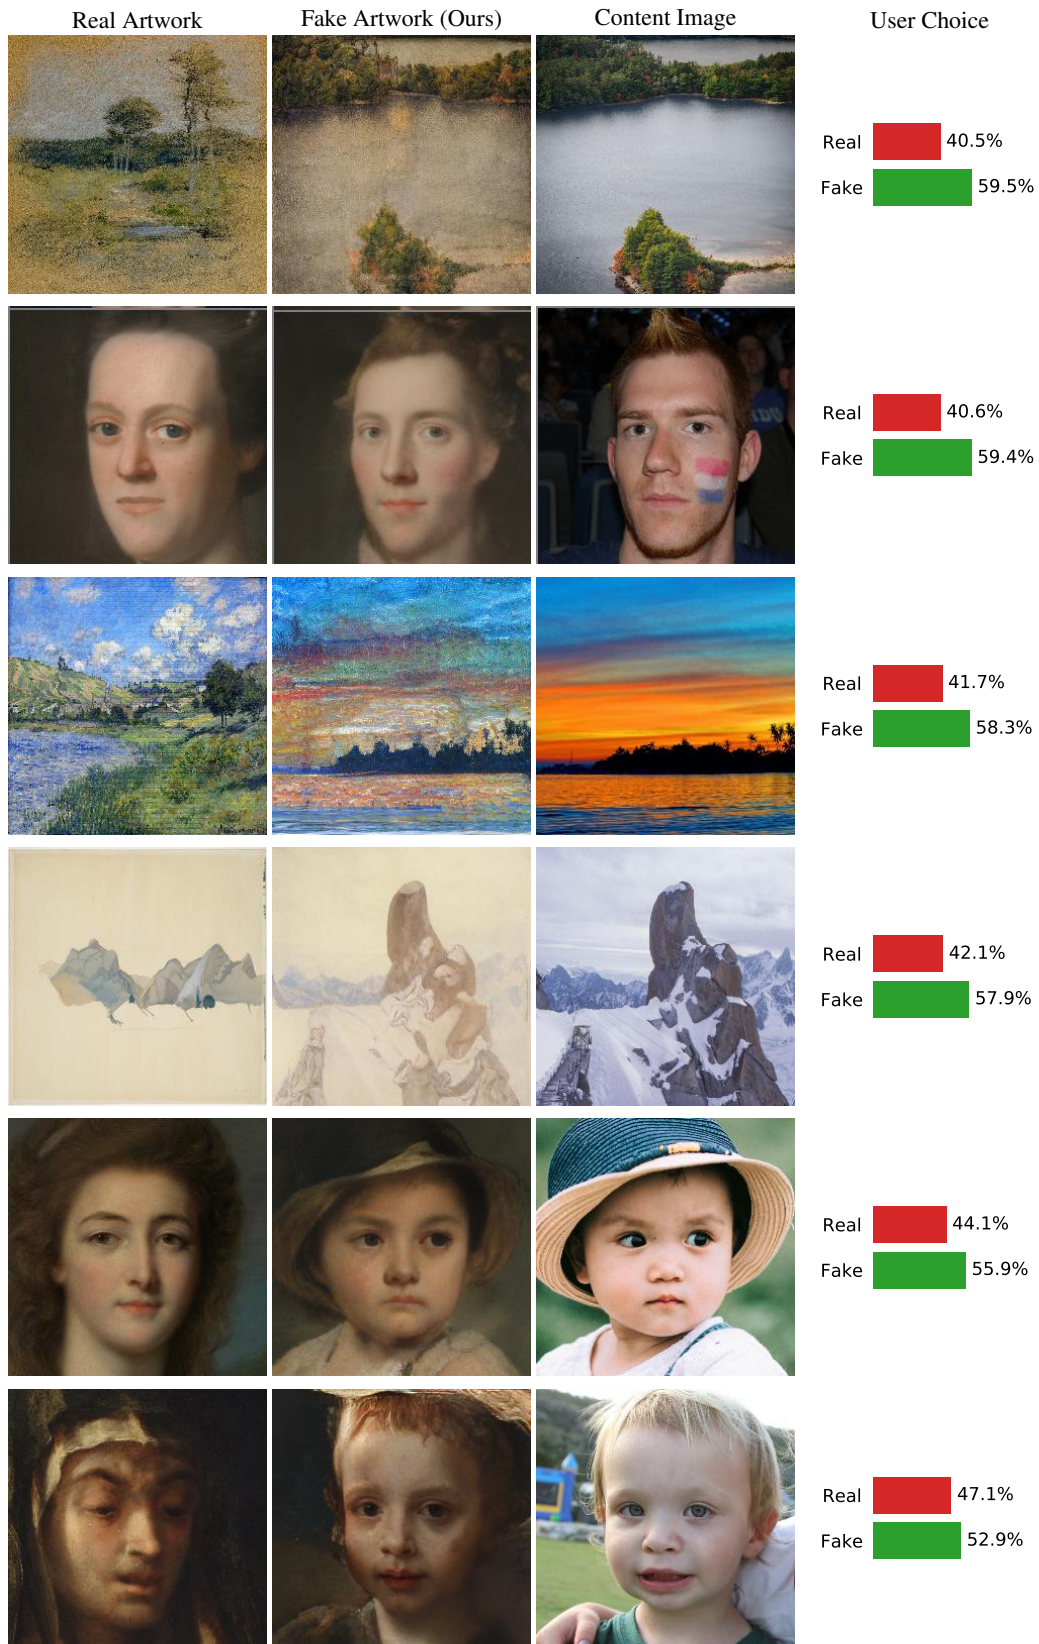 Real Artwork Fake Artwork (Ours) Content Image User Choice
Real 40.5%
Fake 59.5%
Real 40.6%
Fake 59.4%
Real 41.7%
Fake 58.3%
Real 42.1%
Fake 57.9%
Real 44.1%
Fake 55.9%
Real 47.1%
Fake 52.9%